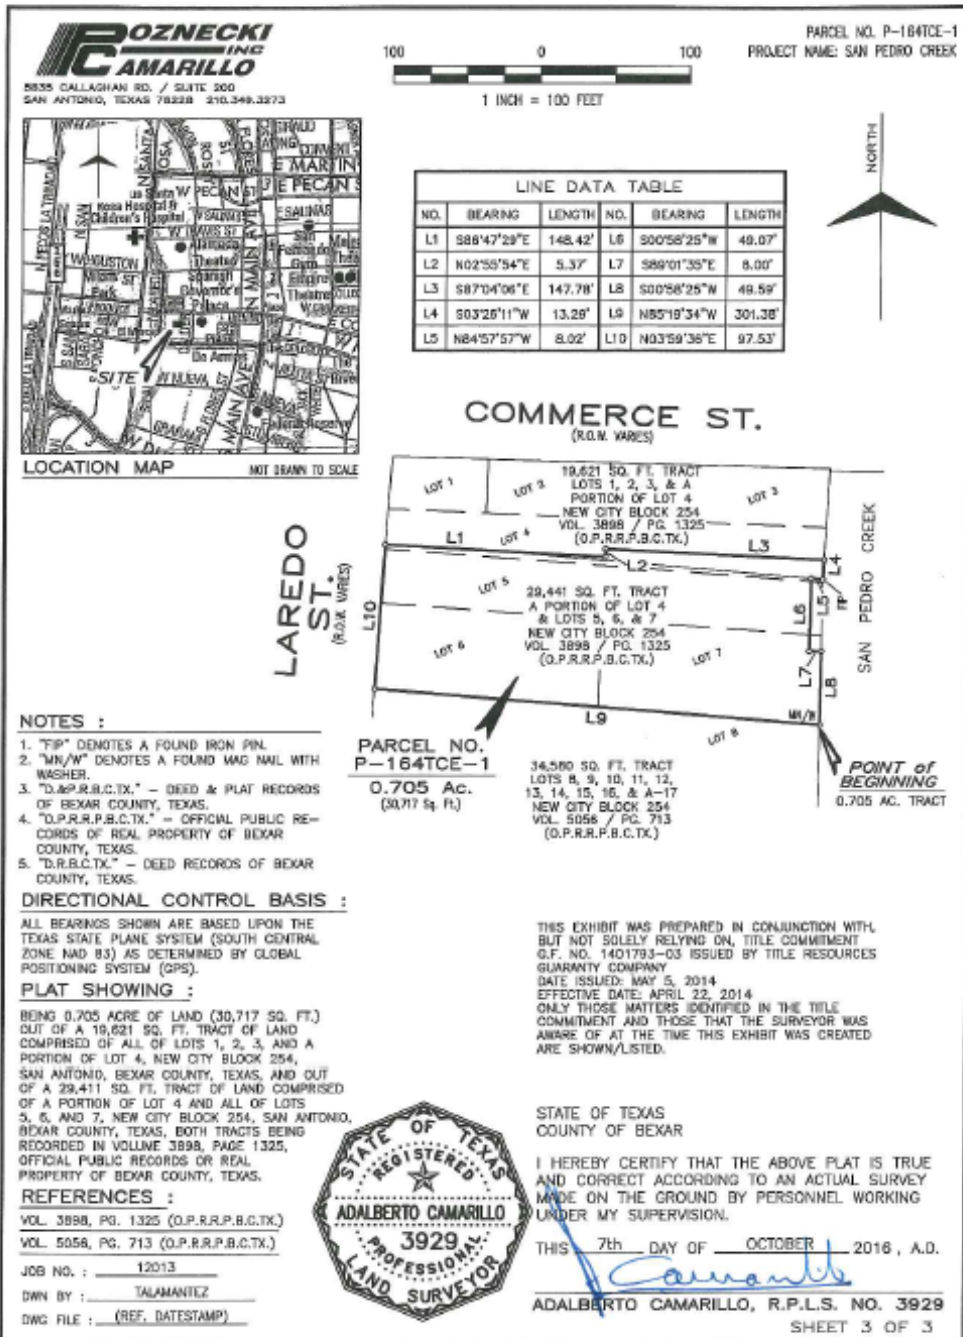 POZNECKI
INC
CAMARILLO
5835 CALLAGHAN RD. / SUITE 200
SAN ANTONIO, TEXAS 78228 210.349.3273
100 0 100
1 INCH = 100 FEET
PARCEL NO. P-164TCE-1
PROJECT NAME: SAN PEDRO CREEK
NORTH
LINE DATA TABLE
NO. BEARING LENGTH NO. BEARING LENGTH
L1 S86°47'29"E 148.42' L6 S00°58'25"W 49.07'
L2 N02°55'54"E 5.37' L7 S89°01'35"E 8.00'
L3 S87°04'06"E 147.78' L8 S00°58'25"W 49.59'
L4 S03°26'11"W 13.29' L9 N85°19'34"W 301.38'
L5 N84°57'57"W 8.02' L10 N03°59'36"E 97.53'
E MARTIN
W PECAN ST
E PECAN S
Rosa Hospital &
Children's Hospital
W SALINAS
E SALINAS
Alameda
Theater
Spanish
Governor's
Palace
San
Fernando
Gym
Empire
Theatre
W HOUSTON
Milam
Park
N MAIN AVE
SITE
W NUEVA
LOCATION MAP
NOT DRAWN TO SCALE
COMMERCE ST.
(R.O.W. VARIES)
LOT 1
LOT 2
19,621 SQ. FT. TRACT
LOTS 1, 2, 3, & A
PORTION OF LOT 4
NEW CITY BLOCK 254
VOL. 3898 / PG. 1325
(O.P.R.R.P.B.C.TX.)
LOT 3
L1
LOT 4
L2
L3
L4
LAREDO
ST.
(R.O.W. VARIES)
L10
LOT 5
29,441 SQ. FT. TRACT
A PORTION OF LOT 4
& LOTS 5, 6, & 7
NEW CITY BLOCK 254
VOL. 3898 / PG. 1325
(O.P.R.R.P.B.C.TX.)
L6
L5
FIP
SAN PEDRO CREEK
LOT 6
LOT 7
L7
L8
L9
MN/W
LOT 8
PARCEL NO.
P-164TCE-1
0.705 Ac.
(30,717 Sq. Ft.)
34,580 SQ. FT. TRACT
LOTS 8, 9, 10, 11, 12,
13, 14, 15, 16, & A-17
NEW CITY BLOCK 254
VOL. 5056 / PG. 713
(O.P.R.R.P.B.C.TX.)
POINT of
BEGINNING
0.705 AC. TRACT
NOTES :
1. "FIP" DENOTES A FOUND IRON PIN.
2. "MN/W" DENOTES A FOUND MAG NAIL WITH
WASHER.
3. "D.&P.R.B.C.TX." – DEED & PLAT RECORDS
OF BEXAR COUNTY, TEXAS.
4. "O.P.R.R.P.B.C.TX." – OFFICIAL PUBLIC RE–
CORDS OF REAL PROPERTY OF BEXAR
COUNTY, TEXAS.
5. "D.R.B.C.TX." – DEED RECORDS OF BEXAR
COUNTY, TEXAS.
DIRECTIONAL CONTROL BASIS :
ALL BEARINGS SHOWN ARE BASED UPON THE
TEXAS STATE PLANE SYSTEM (SOUTH CENTRAL
ZONE NAD 83) AS DETERMINED BY GLOBAL
POSITIONING SYSTEM (GPS).
PLAT SHOWING :
BEING 0.705 ACRE OF LAND (30,717 SQ. FT.)
OUT OF A 19,621 SQ. FT. TRACT OF LAND
COMPRISED OF ALL OF LOTS 1, 2, 3, AND A
PORTION OF LOT 4, NEW CITY BLOCK 254,
SAN ANTONIO, BEXAR COUNTY, TEXAS, AND OUT
OF A 29,411 SQ. FT. TRACT OF LAND COMPRISED
OF A PORTION OF LOT 4 AND ALL OF LOTS
5, 6, AND 7, NEW CITY BLOCK 254, SAN ANTONIO,
BEXAR COUNTY, TEXAS, BOTH TRACTS BEING
RECORDED IN VOLUME 3898, PAGE 1325,
OFFICIAL PUBLIC RECORDS OR REAL
PROPERTY OF BEXAR COUNTY, TEXAS.
REFERENCES :
VOL. 3898, PG. 1325 (O.P.R.R.P.B.C.TX.)
VOL. 5056, PG. 713 (O.P.R.R.P.B.C.TX.)
JOB NO. : 12013
DWN BY : TALAMANTEZ
DWG FILE : (REF. DATESTAMP)
STATE OF TEXAS
REGISTERED
ADALBERTO CAMARILLO
3929
PROFESSIONAL
LAND SURVEYOR
THIS EXHIBIT WAS PREPARED IN CONJUNCTION WITH,
BUT NOT SOLELY RELYING ON, TITLE COMMITMENT
G.F. NO. 1401793-03 ISSUED BY TITLE RESOURCES
GUARANTY COMPANY
DATE ISSUED: MAY 5, 2014
EFFECTIVE DATE: APRIL 22, 2014
ONLY THOSE MATTERS IDENTIFIED IN THE TITLE
COMMITMENT AND THOSE THAT THE SURVEYOR WAS
AWARE OF AT THE TIME THIS EXHIBIT WAS CREATED
ARE SHOWN/LISTED.
STATE OF TEXAS
COUNTY OF BEXAR
I HEREBY CERTIFY THAT THE ABOVE PLAT IS TRUE
AND CORRECT ACCORDING TO AN ACTUAL SURVEY
MADE ON THE GROUND BY PERSONNEL WORKING
UNDER MY SUPERVISION.
THIS 7th DAY OF OCTOBER 2016, A.D.
ADALBERTO CAMARILLO, R.P.L.S. NO. 3929
SHEET 3 OF 3